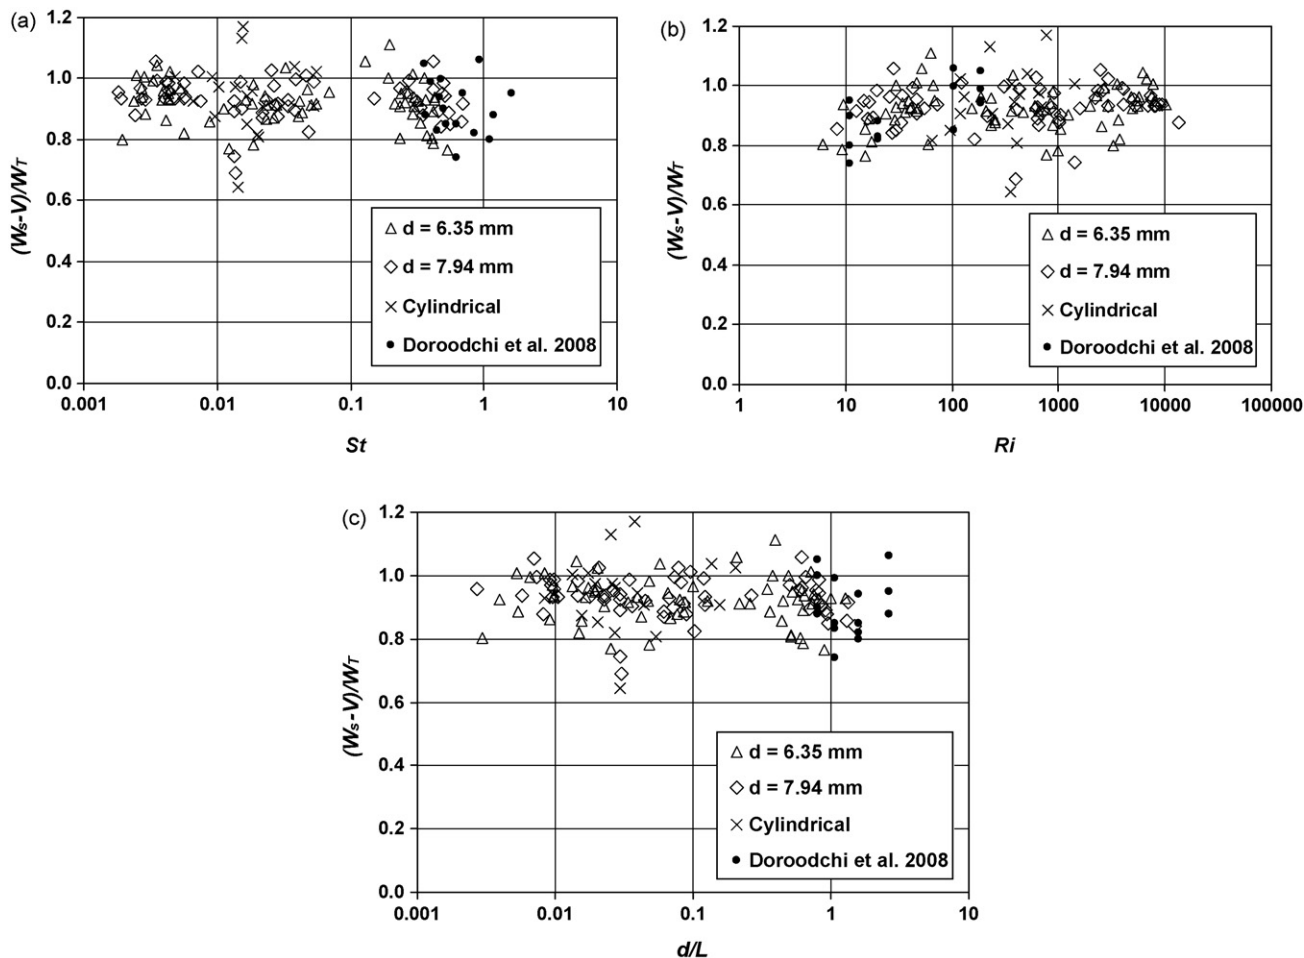 (a)
1.2
1.0
0.8
0.6
0.4
0.2
0.0
(Ws-V)/WT
d = 6.35 mm
d = 7.94 mm
Cylindrical
Doroodchi et al. 2008
0.001 0.01 0.1 1 10
St
(b)
1.2
1.0
0.8
0.6
0.4
0.2
0.0
(Ws-V)/WT
d = 6.35 mm
d = 7.94 mm
Cylindrical
Doroodchi et al. 2008
1 10 100 1000 10000 100000
Ri
(c)
1.2
1.0
0.8
0.6
0.4
0.2
0.0
(Ws-V)/WT
d = 6.35 mm
d = 7.94 mm
Cylindrical
Doroodchi et al. 2008
0.001 0.01 0.1 1 10
d/L